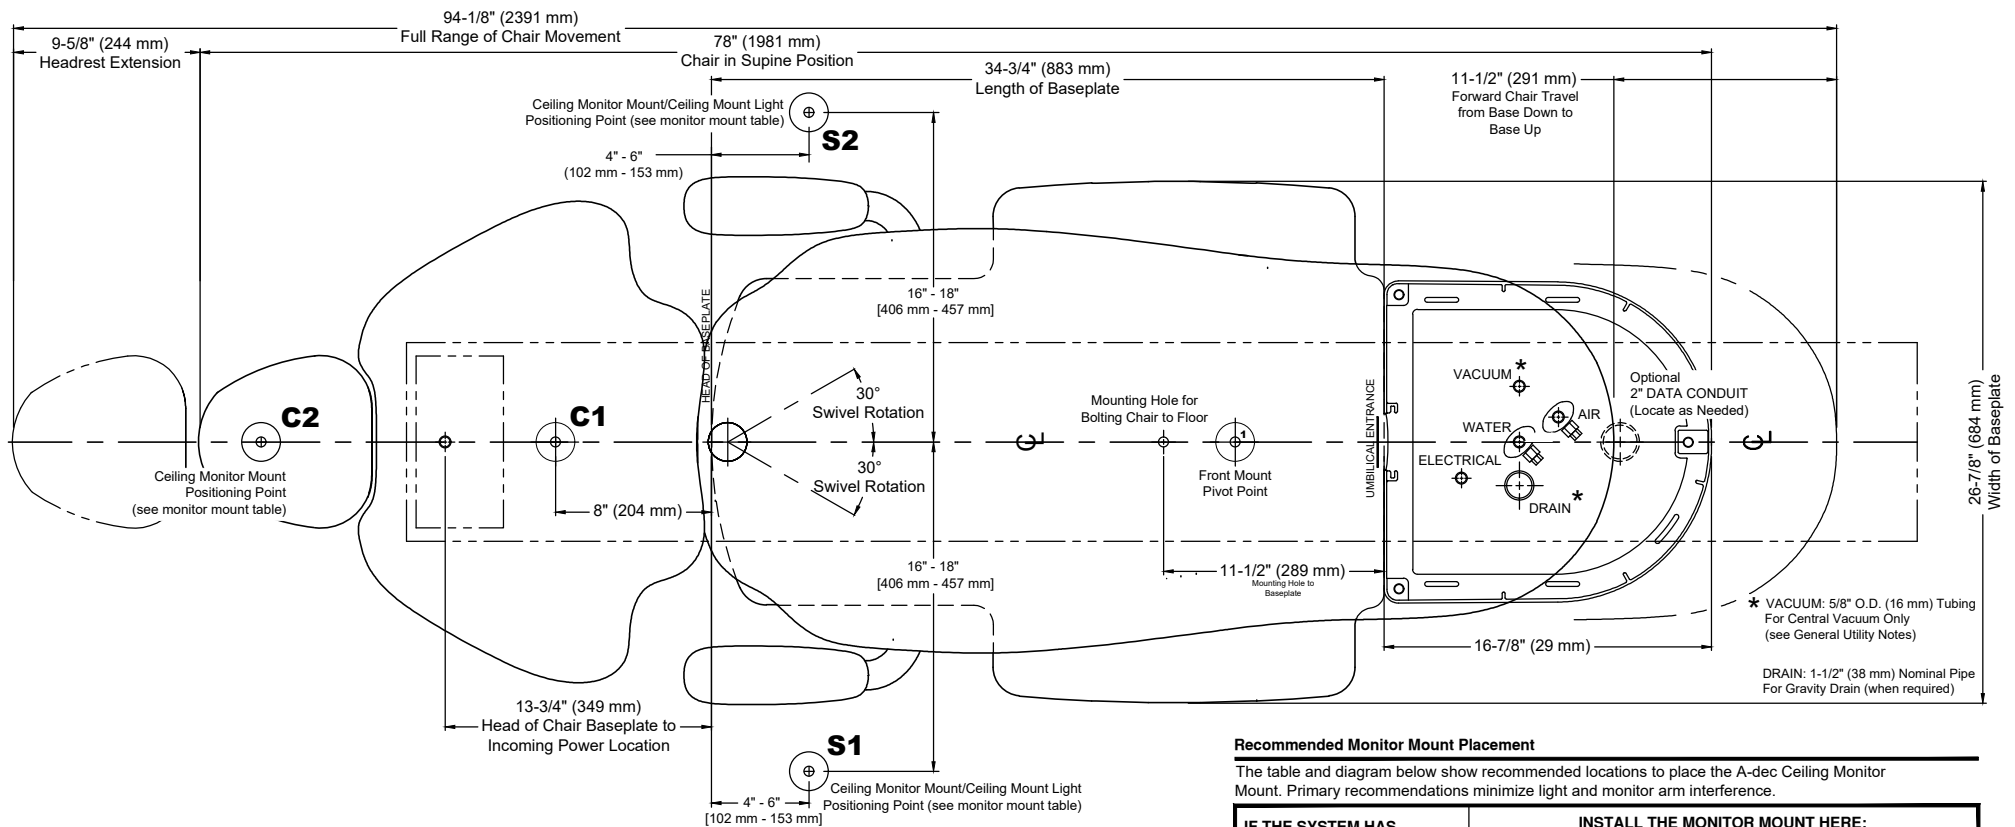 94-1/8" (2391 mm)
Full Range of Chair Movement
9-5/8" (244 mm)
Headrest Extension
78" (1981 mm)
Chair in Supine Position
34-3/4" (883 mm)
Length of Baseplate
11-1/2" (291 mm)
Forward Chair Travel
from Base Down to
Base Up
Ceiling Monitor Mount/Ceiling Mount Light
Positioning Point (see monitor mount table)
S2
4" - 6"
(102 mm - 153 mm)
HEAD OF BASEPLATE
16" - 18"
[406 mm - 457 mm]
30°
Swivel Rotation
30°
Swivel Rotation
C2
Ceiling Monitor Mount
Positioning Point
(see monitor mount table)
C1
8" (204 mm)
CL
Mounting Hole for
Bolting Chair to Floor
1
Front Mount
Pivot Point
UMBILICAL ENTRANCE
VACUUM *
AIR
WATER
ELECTRICAL
DRAIN *
Optional
2" DATA CONDUIT
(Locate as Needed)
CL
26-7/8" (684 mm)
Width of Baseplate
16" - 18"
[406 mm - 457 mm]
11-1/2" (289 mm)
Mounting Hole to
Baseplate
16-7/8" (29 mm)
* VACUUM: 5/8" O.D. (16 mm) Tubing
For Central Vacuum Only
(see General Utility Notes)
DRAIN: 1-1/2" (38 mm) Nominal Pipe
For Gravity Drain (when required)
13-3/4" (349 mm)
Head of Chair Baseplate to
Incoming Power Location
S1
Ceiling Monitor Mount/Ceiling Mount Light
Positioning Point (see monitor mount table)
4" - 6"
[102 mm - 153 mm]
Recommended Monitor Mount Placement
The table and diagram below show recommended locations to place the A-dec Ceiling Monitor
Mount. Primary recommendations minimize light and monitor arm interference.
IF THE SYSTEM HAS
INSTALL THE MONITOR MOUNT HERE: